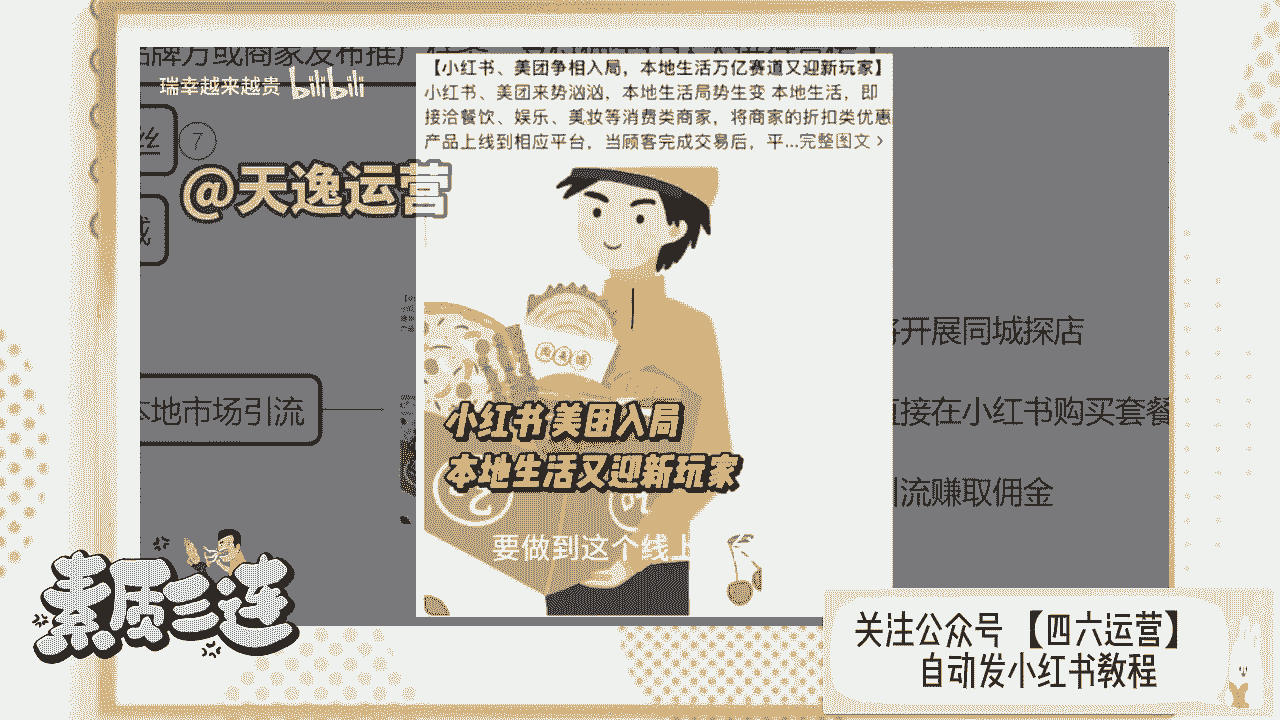 品牌方或商家发布推广
瑞幸越来越贵 bilibili
丝 7
@天逸运营
【小红书、美团争相入局，本地生活万亿赛道又迎新玩家】
小红书、美团来势汹汹，本地生活局势生变 本地生活，即
接洽餐饮、娱乐、美妆等消费类商家，将商家的折扣类优惠
产品上线到相应平台，当顾客完成交易后，平...完整图文 >
开展同城探店
本地市场引流
直接在小红书购买套餐
引流赚取佣金
小红书 美团入局
本地生活又迎新玩家
要做到这个线上
素质三连
关注公众号【四六运营】
自动发小红书教程